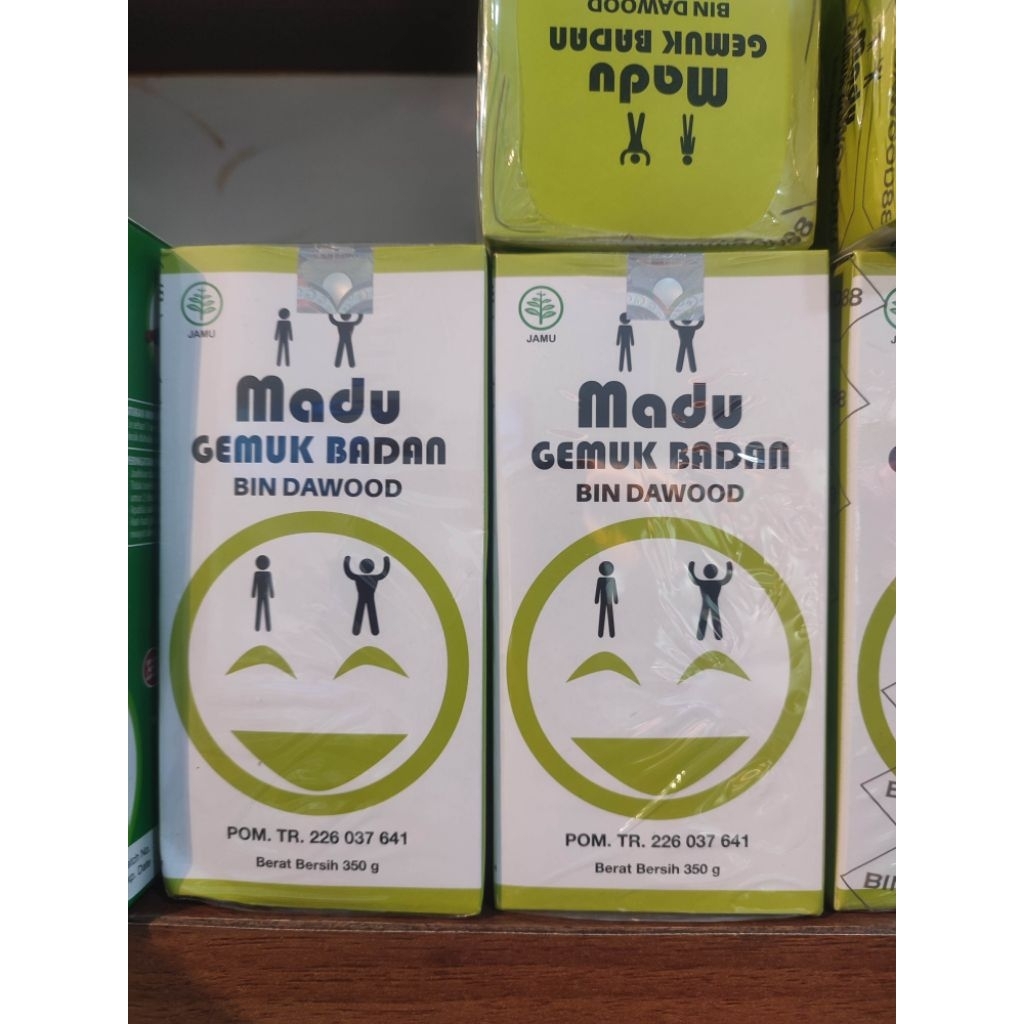 BIN DAWOOD
GEMUK BADAN
Madu
JAMU
Madu
GEMUK BADAN
BIN DAWOOD
POM. TR. 226 037 641
Berat Bersih 350 g
JAMU
Madu
GEMUK BADAN
BIN DAWOOD
POM. TR. 226 037 641
Berat Bersih 350 g